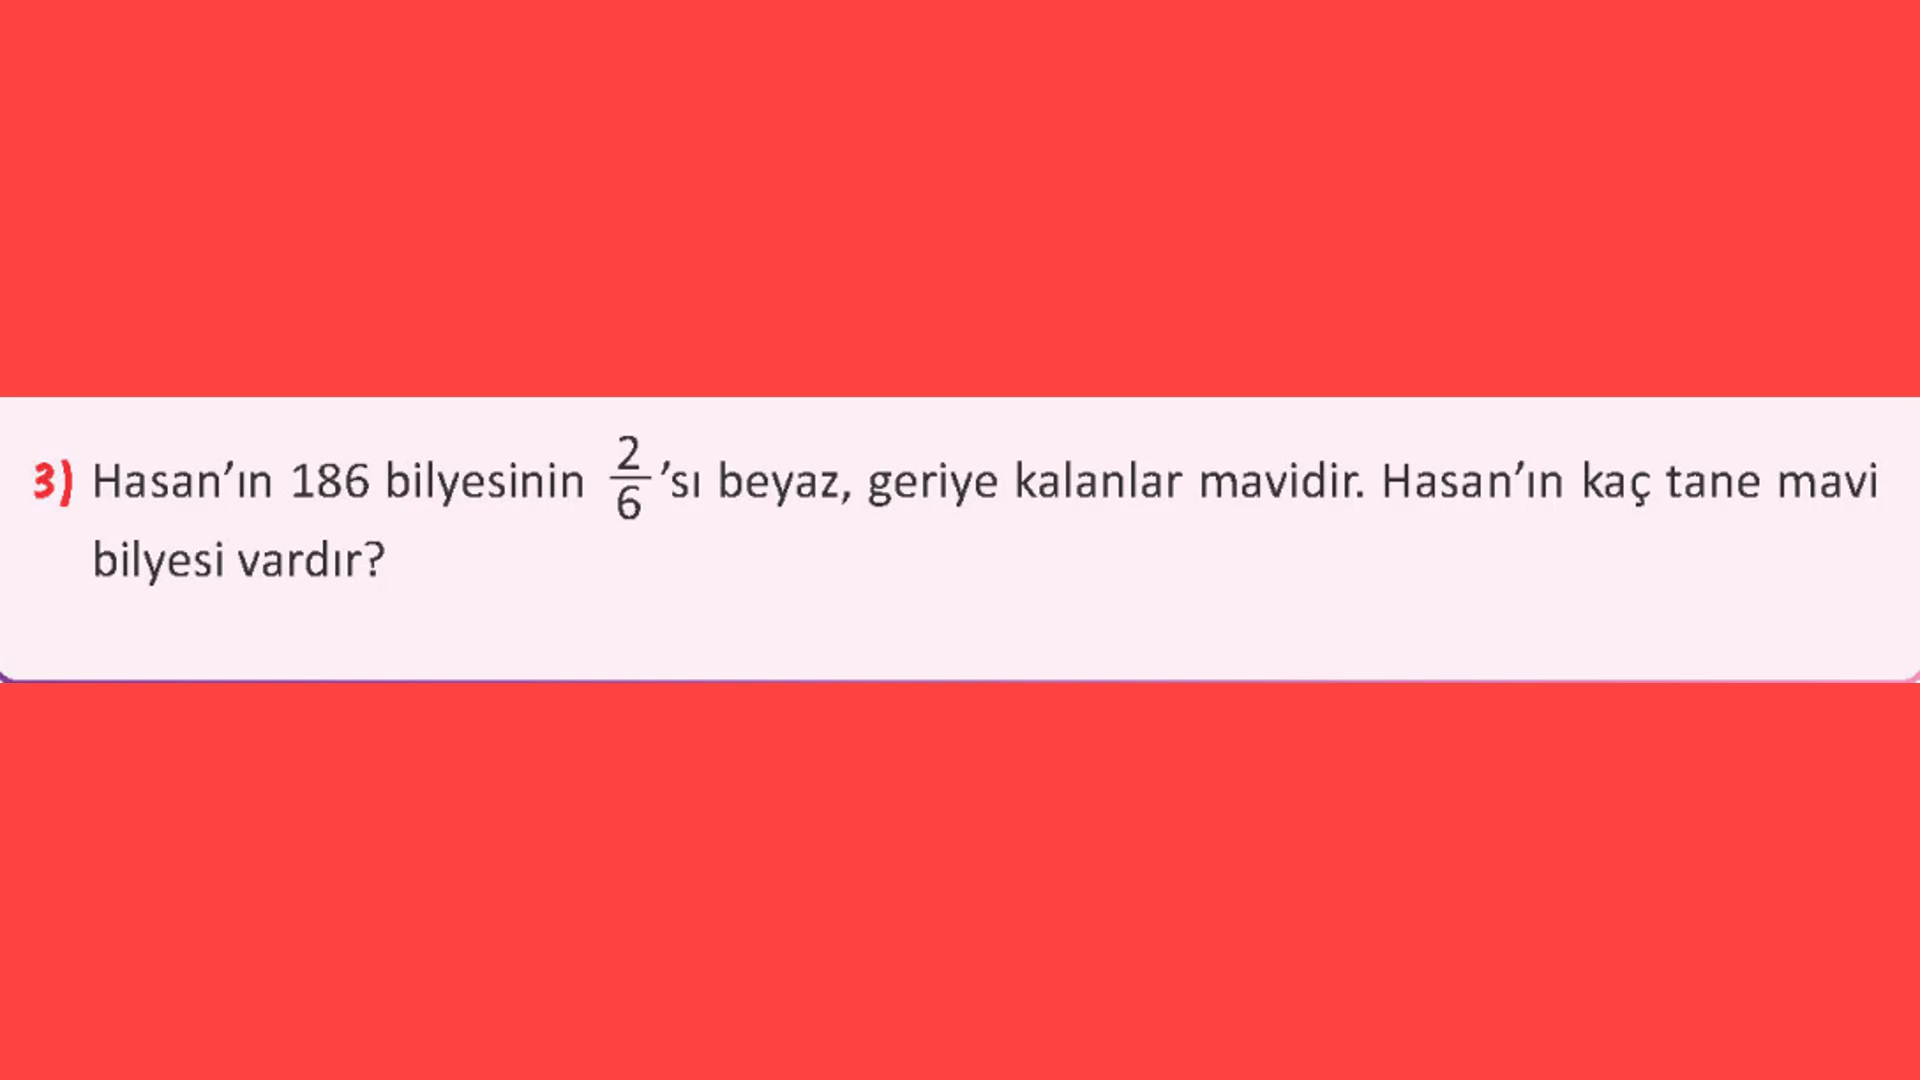 3) Hasan’ın 186 bilyesinin 2/6 ’sı beyaz, geriye kalanlar mavidir. Hasan’ın kaç tane mavi
bilyesi vardır?